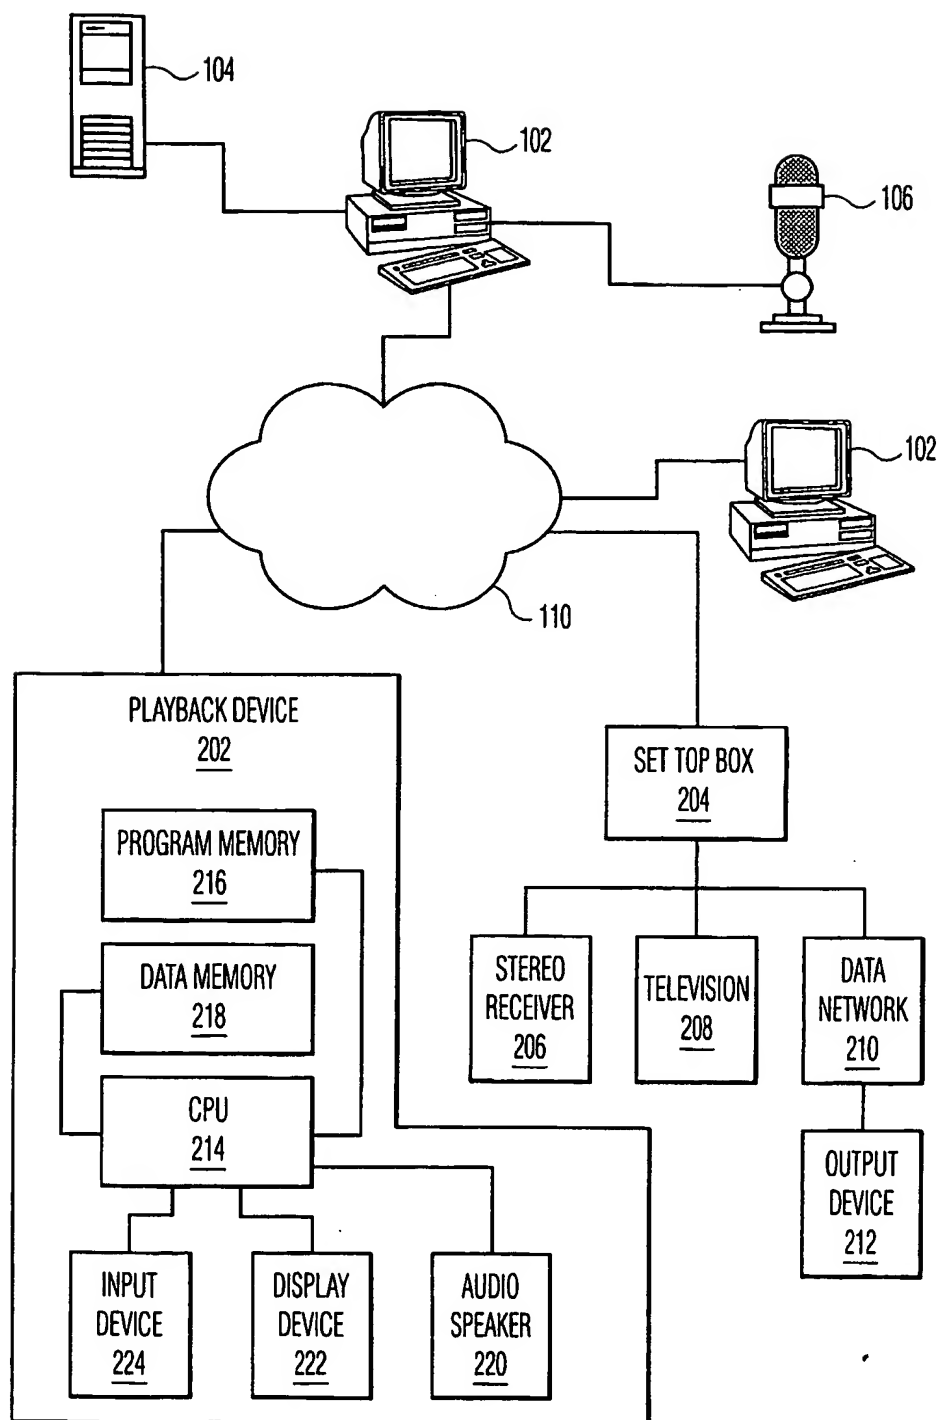 104
102
106
102
110
PLAYBACK DEVICE
202
PROGRAM MEMORY
216
DATA MEMORY
218
CPU
214
INPUT
DEVICE
224
DISPLAY
DEVICE
222
AUDIO
SPEAKER
220
SET TOP BOX
204
STEREO
RECEIVER
206
TELEVISION
208
DATA
NETWORK
210
OUTPUT
DEVICE
212